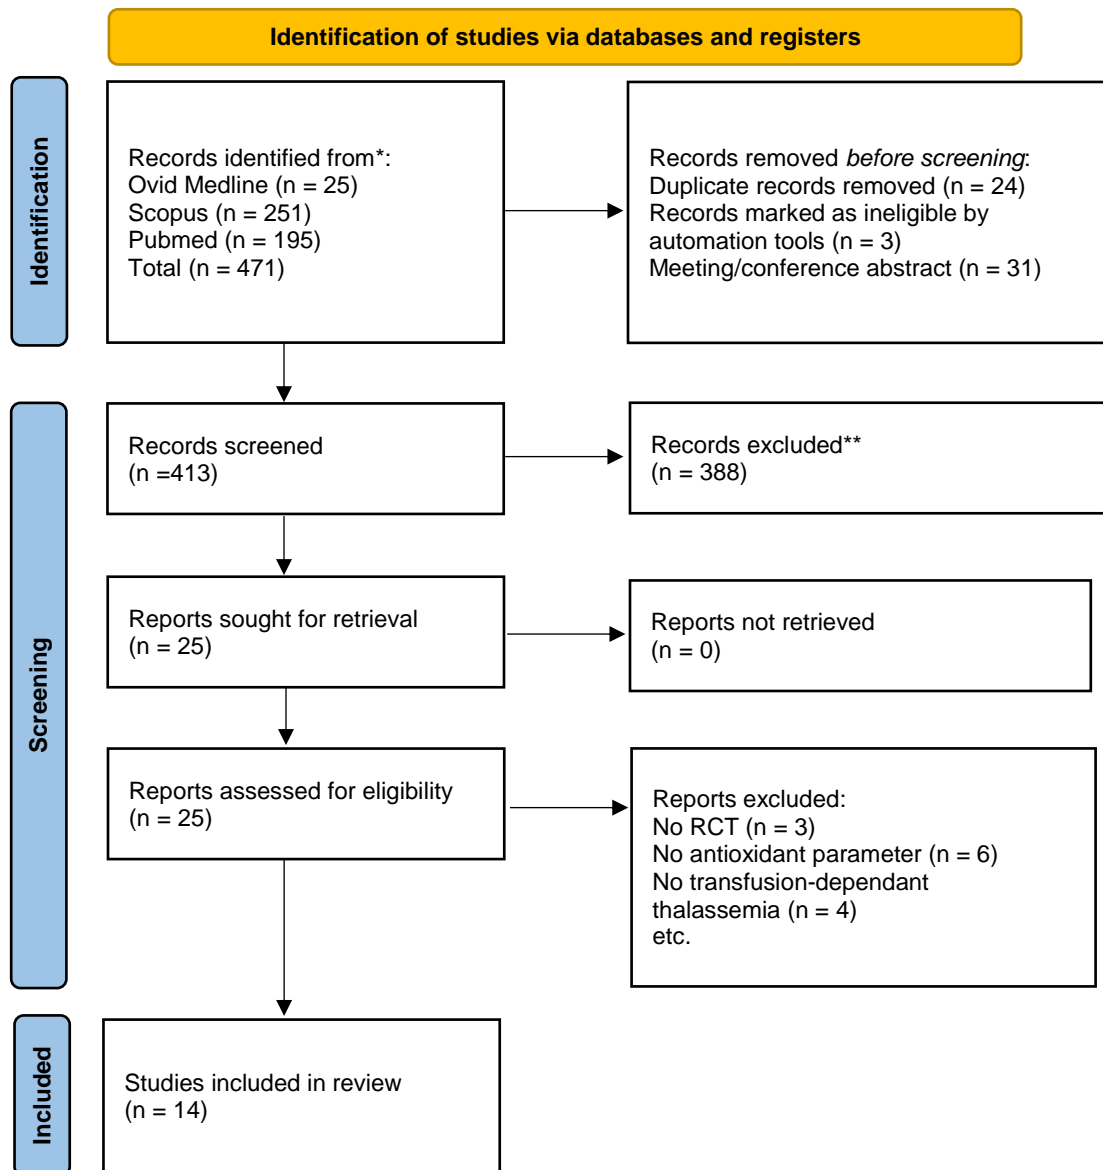 Identification of studies via databases and registers
Identification
Records identified from*:
Ovid Medline (n = 25)
Scopus (n = 251)
Pubmed (n = 195)
Total (n = 471)
Records removed before screening:
Duplicate records removed (n = 24)
Records marked as ineligible by
automation tools (n = 3)
Meeting/conference abstract (n = 31)
Screening
Records screened
(n =413)
Records excluded**
(n = 388)
Reports sought for retrieval
(n = 25)
Reports not retrieved
(n = 0)
Reports assessed for eligibility
(n = 25)
Reports excluded:
No RCT (n = 3)
No antioxidant parameter (n = 6)
No transfusion-dependant
thalassemia (n = 4)
etc.
Included
Studies included in review
(n = 14)